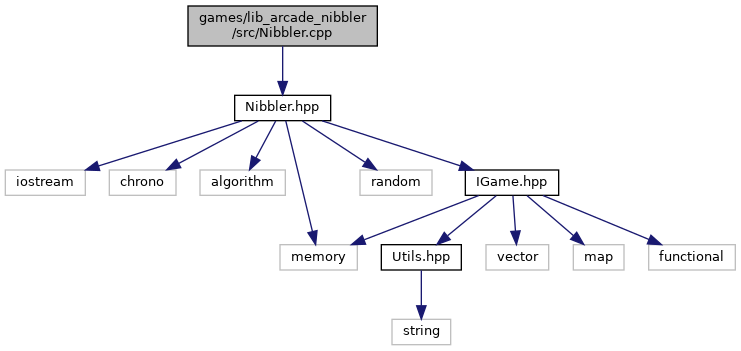 games/lib_arcade_nibbler
/src/Nibbler.cpp
Nibbler.hpp
iostream
chrono
algorithm
random
IGame.hpp
memory
Utils.hpp
vector
map
functional
string